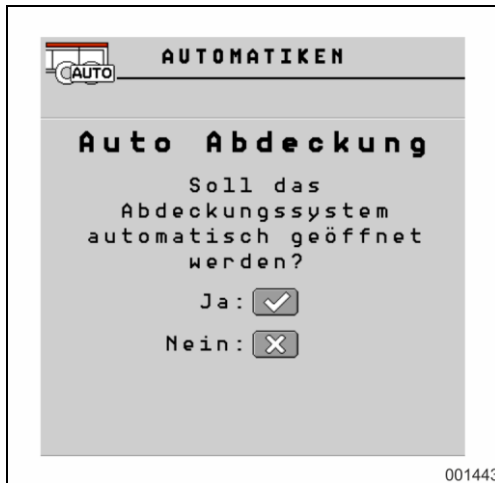 AUTOMATIKEN
AUTO
Auto Abdeckung
Soll das
Abdeckungssystem
automatisch geöffnet
werden?
Ja:
Nein:
001443